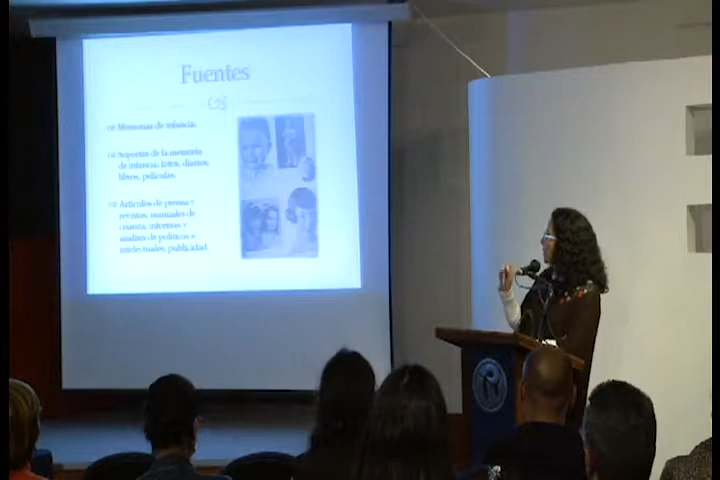 Fuentes
Memorias de infancia.
Soportes de la memoria
de infancia: fotos, diarios,
libros, películas.
Artículos de prensa y
revistas, manuales de
crianza, informes y
análisis de políticos e
intelectuales, publicidad.